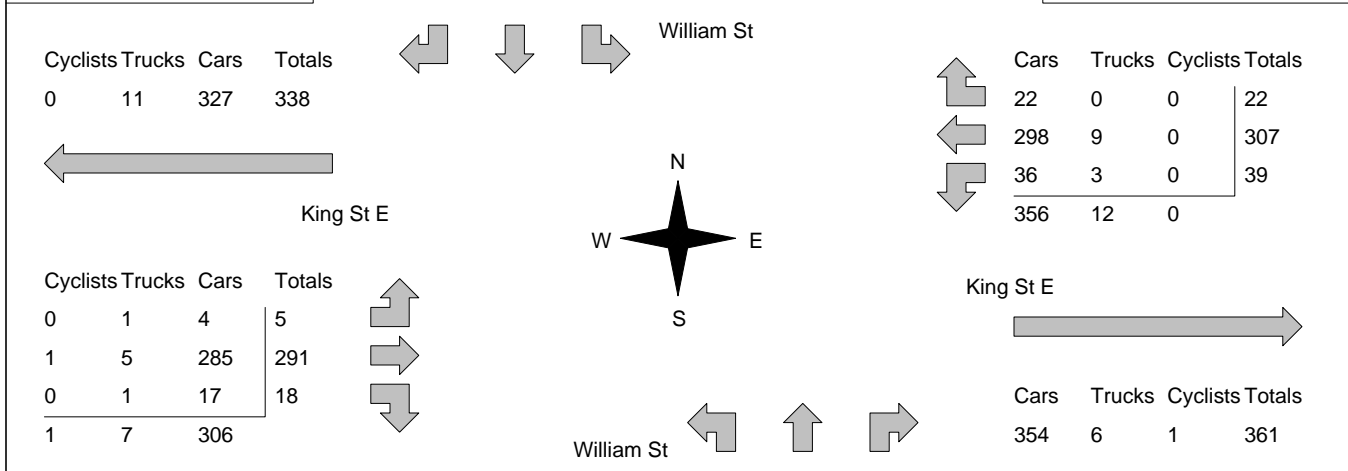 William St
Cyclists Trucks Cars Totals
0 11 327 338
King St E
Cyclists Trucks Cars Totals
0 1 4 5
1 5 285 291
0 1 17 18
1 7 306
N
W E
S
William St
Cars Trucks Cyclists Totals
22 0 0 22
298 9 0 307
36 3 0 39
356 12 0
King St E
Cars Trucks Cyclists Totals
354 6 1 361